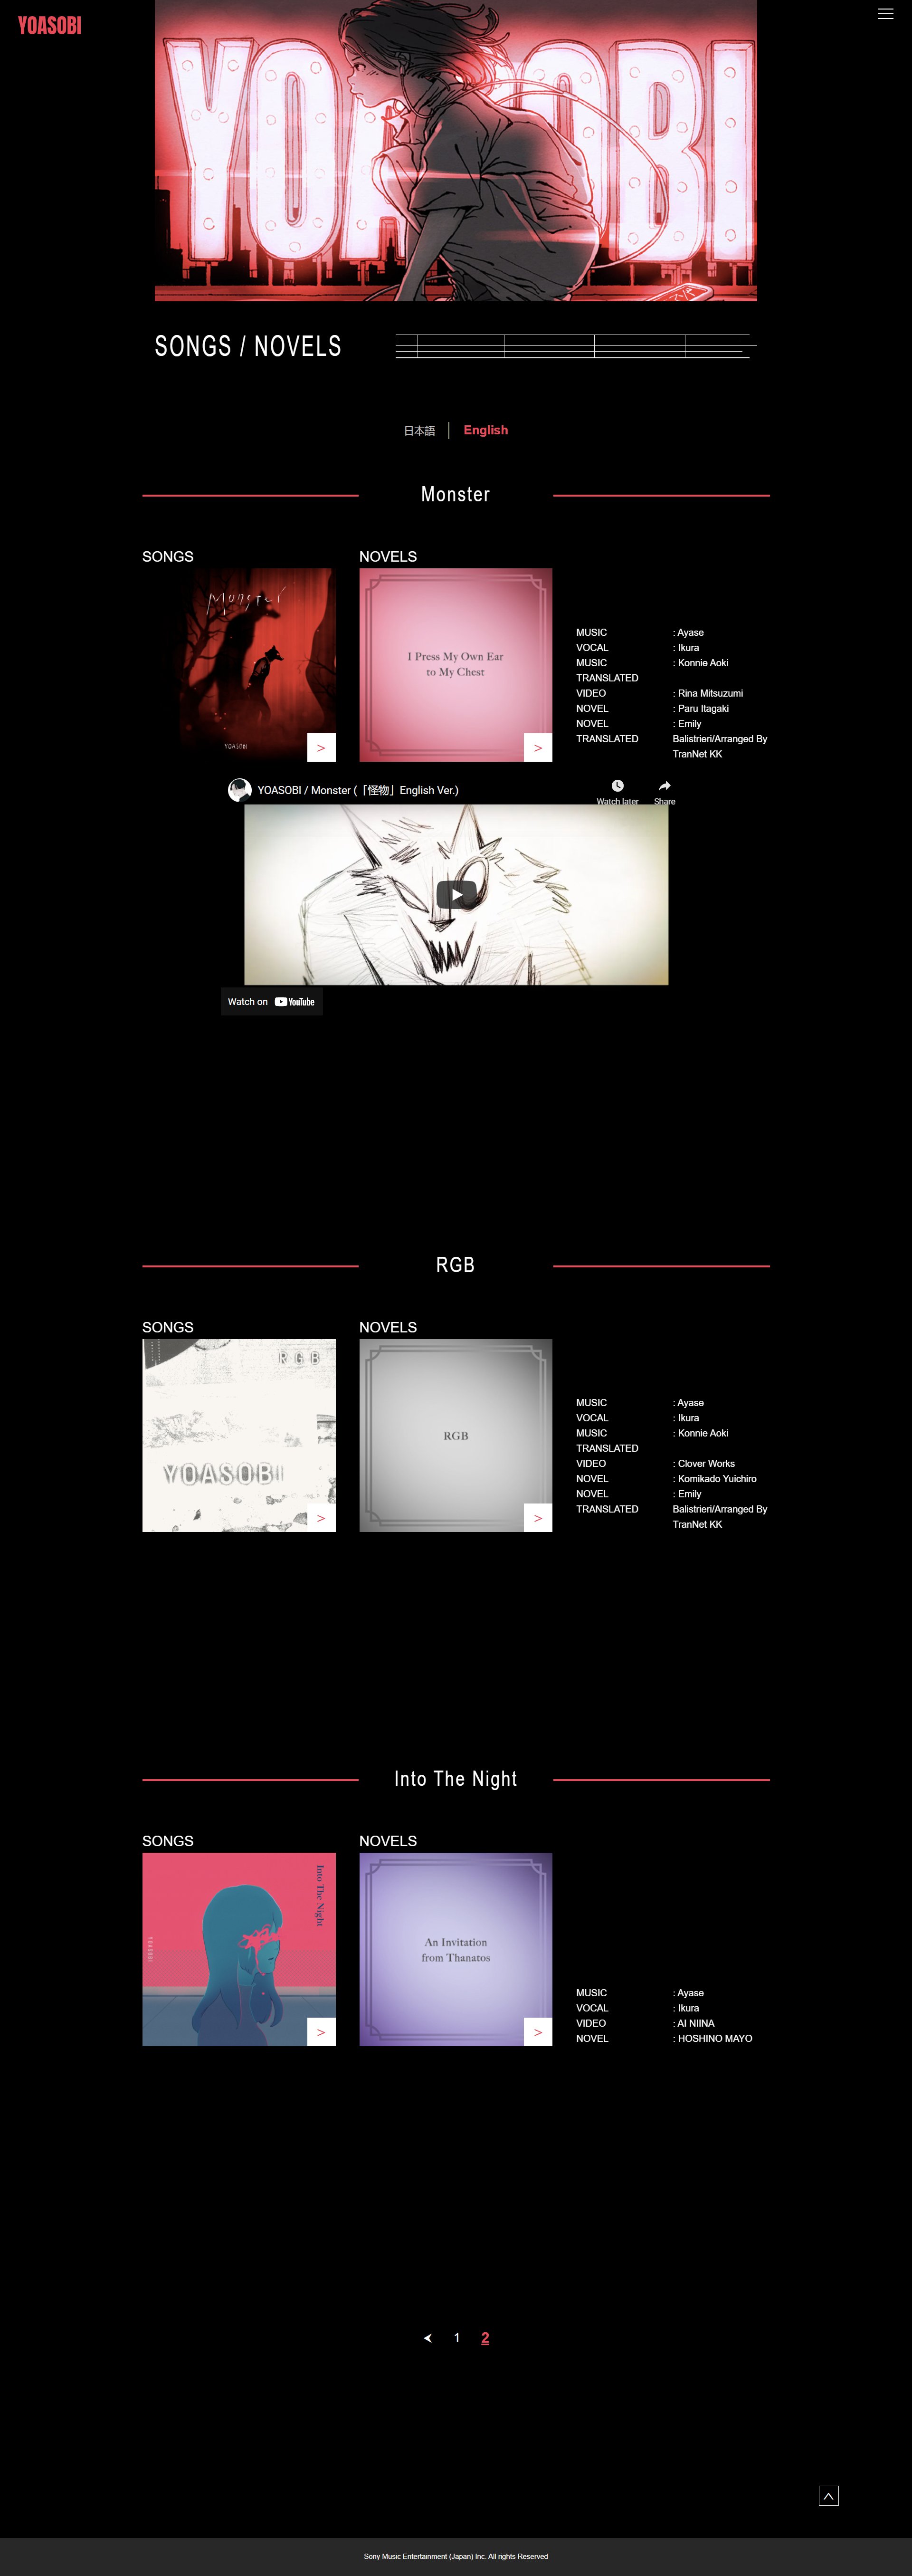 YOASOBI
YOASOBI
SONGS / NOVELS
日本語
English
Monster
SONGS
NOVELS
Monster
YOASOBI
>
I Press My Own Ear
to My Chest
>
MUSIC : Ayase
VOCAL : Ikura
MUSIC : Konnie Aoki
TRANSLATED
VIDEO : Rina Mitsuzumi
NOVEL : Paru Itagaki
NOVEL : Emily
TRANSLATED Balistrieri/Arranged By
TranNet KK
YOASOBI / Monster (「怪物」English Ver.)
Watch later
Share
Watch on YouTube
RGB
SONGS
NOVELS
RGB
YOASOBI
>
RGB
>
MUSIC : Ayase
VOCAL : Ikura
MUSIC : Konnie Aoki
TRANSLATED
VIDEO : Clover Works
NOVEL : Komikado Yuichiro
NOVEL : Emily
TRANSLATED Balistrieri/Arranged By
TranNet KK
Into The Night
SONGS
NOVELS
Into The Night
YOASOBI
>
An Invitation
from Thanatos
>
MUSIC : Ayase
VOCAL : Ikura
VIDEO : AI NIINA
NOVEL : HOSHINO MAYO
1
2
Sony Music Entertainment (Japan) Inc. All rights Reserved